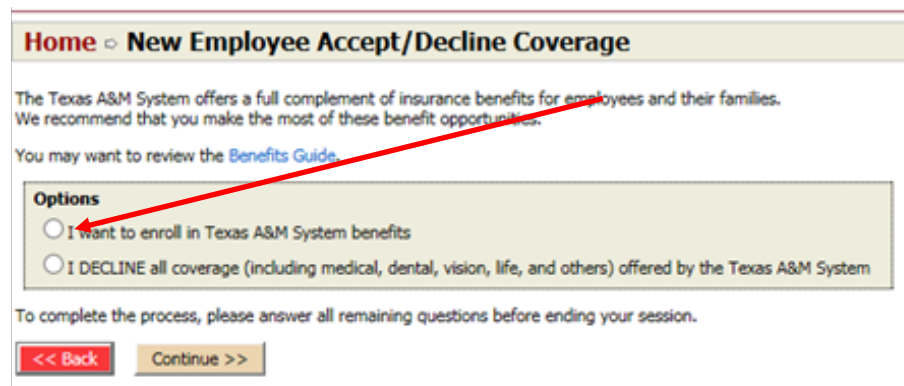 Home ⇨ New Employee Accept/Decline Coverage
The Texas A&M System offers a full complement of insurance benefits for employees and their families.
We recommend that you make the most of these benefit opportunities.
You may want to review the Benefits Guide.
Options
I want to enroll in Texas A&M System benefits
I DECLINE all coverage (including medical, dental, vision, life, and others) offered by the Texas A&M System
To complete the process, please answer all remaining questions before ending your session.
<< Back Continue >>